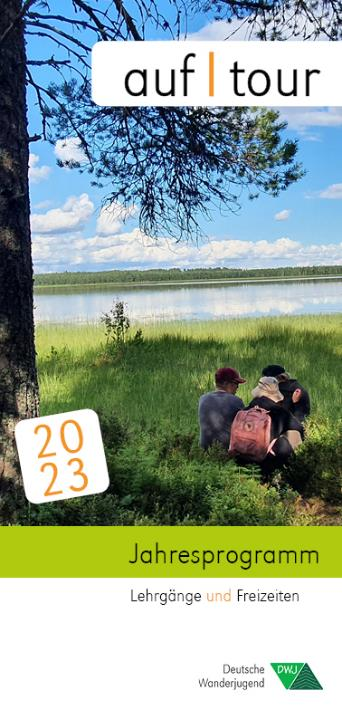 auf | tour
20
23
Jahresprogramm
Lehrgänge und Freizeiten
Deutsche
Wanderjugend
DWJ